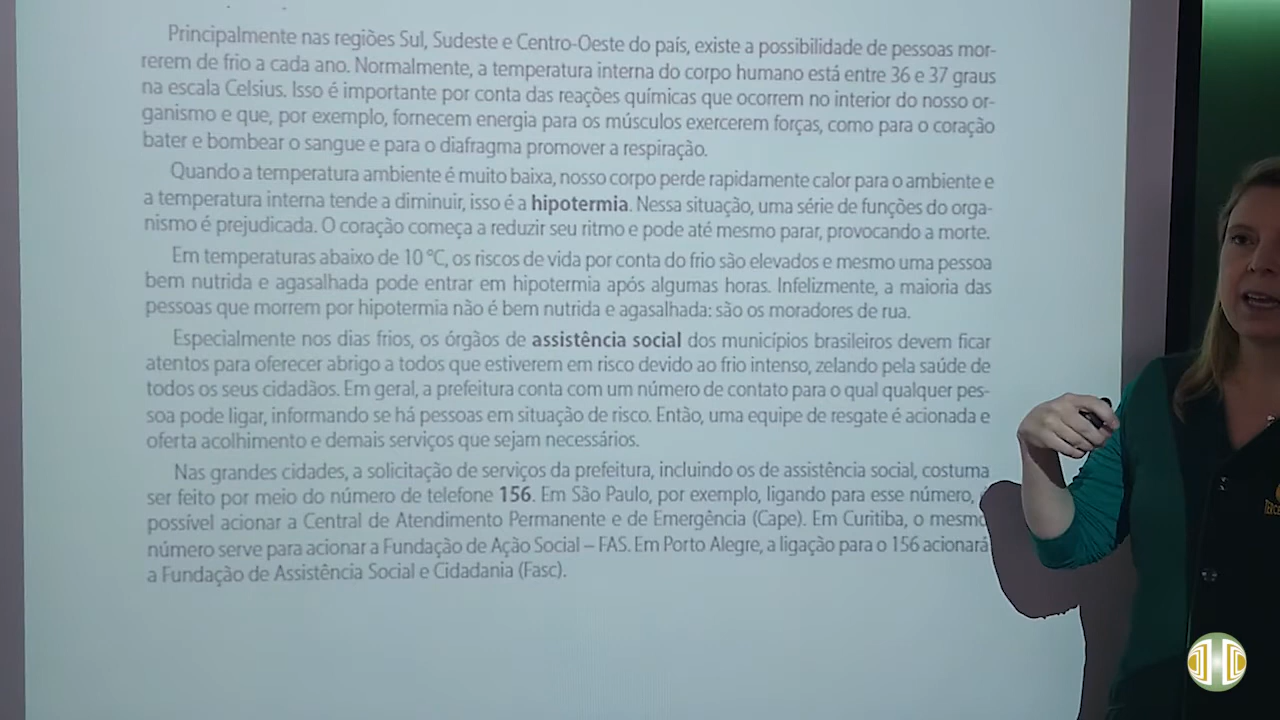 Principalmente nas regiões Sul, Sudeste e Centro-Oeste do país, existe a possibilidade de pessoas mor-
rerem de frio a cada ano. Normalmente, a temperatura interna do corpo humano está entre 36 e 37 graus
na escala Celsius. Isso é importante por conta das reações químicas que ocorrem no interior do nosso or-
ganismo e que, por exemplo, fornecem energia para os músculos exercerem forças, como para o coração
bater e bombear o sangue e para o diafragma promover a respiração.
Quando a temperatura ambiente é muito baixa, nosso corpo perde rapidamente calor para o ambiente e
a temperatura interna tende a diminuir, isso é a hipotermia. Nessa situação, uma série de funções do orga-
nismo é prejudicada. O coração começa a reduzir seu ritmo e pode até mesmo parar, provocando a morte.
Em temperaturas abaixo de 10 °C, os riscos de vida por conta do frio são elevados e mesmo uma pessoa
bem nutrida e agasalhada pode entrar em hipotermia após algumas horas. Infelizmente, a maioria das
pessoas que morrem por hipotermia não é bem nutrida e agasalhada: são os moradores de rua.
Especialmente nos dias frios, os órgãos de assistência social dos municípios brasileiros devem ficar
atentos para oferecer abrigo a todos que estiverem em risco devido ao frio intenso, zelando pela saúde de
todos os seus cidadãos. Em geral, a prefeitura conta com um número de contato para o qual qualquer pes-
soa pode ligar, informando se há pessoas em situação de risco. Então, uma equipe de resgate é acionada e
oferta acolhimento e demais serviços que sejam necessários.
Nas grandes cidades, a solicitação de serviços da prefeitura, incluindo os de assistência social, costuma
ser feito por meio do número de telefone 156. Em São Paulo, por exemplo, ligando para esse número,
possível acionar a Central de Atendimento Permanente e de Emergência (Cape). Em Curitiba, o mesmo
número serve para acionar a Fundação de Ação Social – FAS. Em Porto Alegre, a ligação para o 156 acionará
a Fundação de Assistência Social e Cidadania (Fasc).